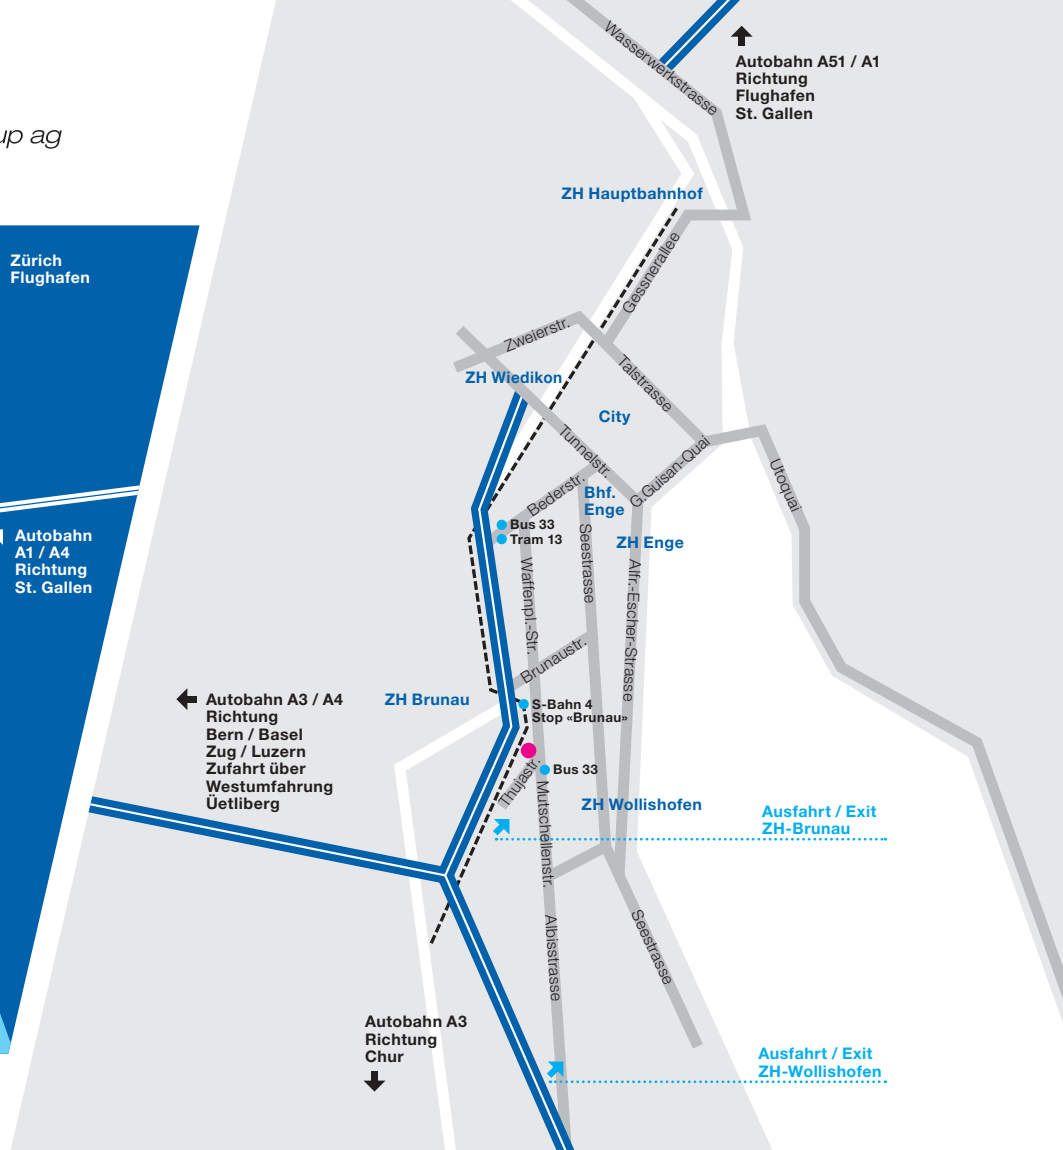 up ag
Zürich
Flughafen
Autobahn
A1 / A4
Richtung
St. Gallen
Wasserwerkstrasse
Autobahn A51 / A1
Richtung
Flughafen
St. Gallen
ZH Hauptbahnhof
Gessnerallee
Zweierstr.
Talstrasse
ZH Wiedikon
City
Tunnelstr.
G.Guisan-Quai
Utoquai
Bederstr.
Bhf.
Enge
Bus 33
Tram 13
ZH Enge
Seestrasse
Waffenpl.-Str.
Alfr.-Escher-Strasse
Brunaustr.
Autobahn A3 / A4
Richtung
Bern / Basel
Zug / Luzern
Zufahrt über
Westumfahrung
Üetliberg
ZH Brunau
S-Bahn 4
Stop «Brunau»
Bus 33
Thujastr.
Mutschellenstr.
ZH Wollishofen
Ausfahrt / Exit
ZH-Brunau
Albisstrasse
Seestrasse
Autobahn A3
Richtung
Chur
Ausfahrt / Exit
ZH-Wollishofen